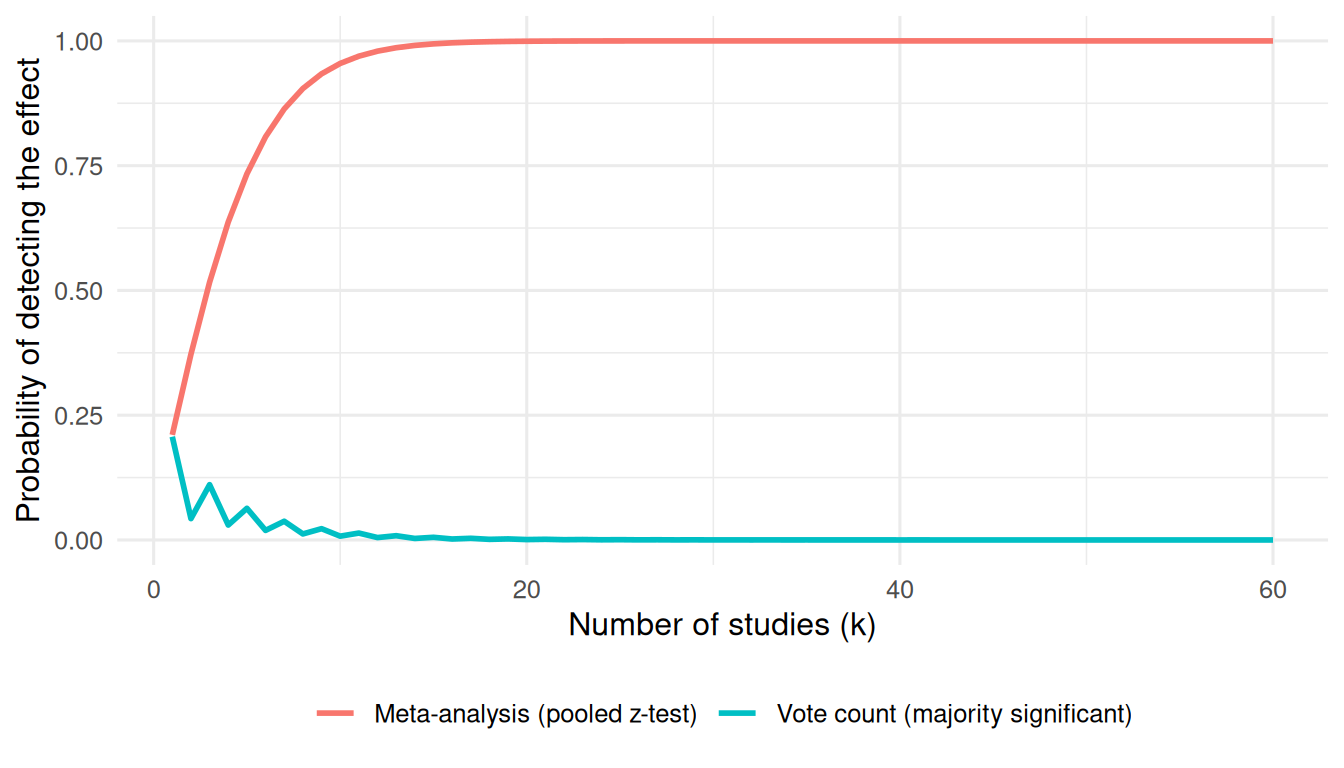 Probability of detecting the effect
1.00
0.75
0.50
0.25
0.00
0 20 40 60
Number of studies (k)
Meta-analysis (pooled z-test) Vote count (majority significant)